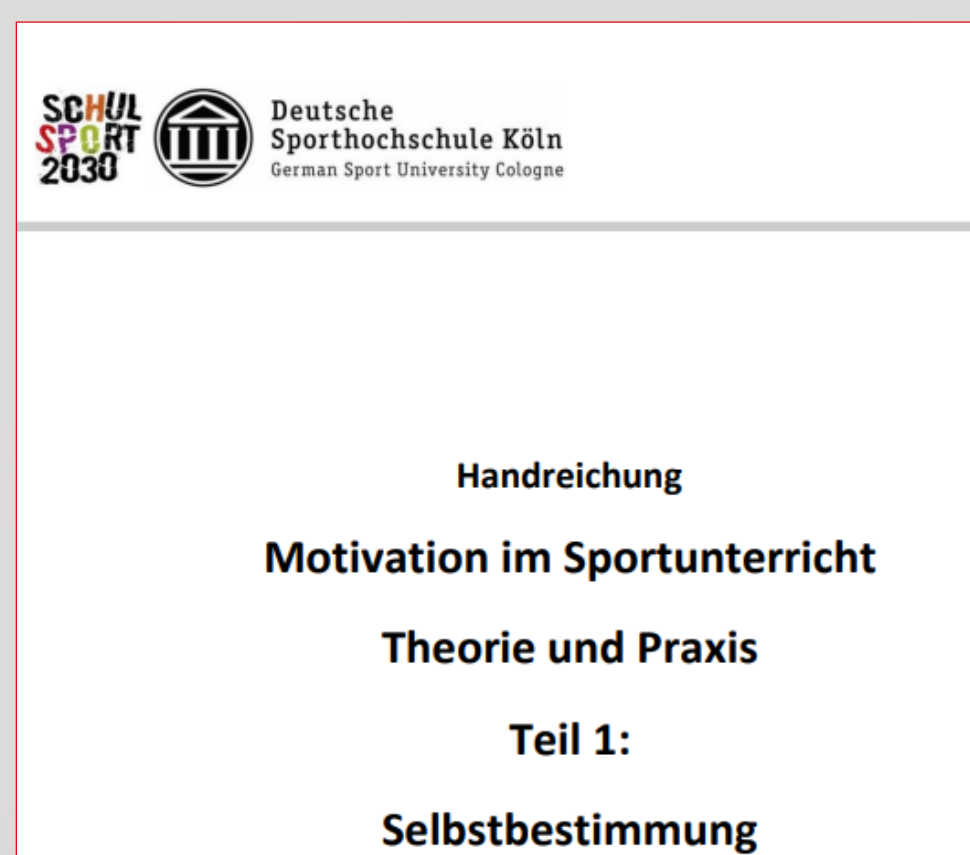 SCHUL
SPORT
2030
Deutsche
Sporthochschule Köln
German Sport University Cologne
Handreichung
Motivation im Sportunterricht
Theorie und Praxis
Teil 1:
Selbstbestimmung